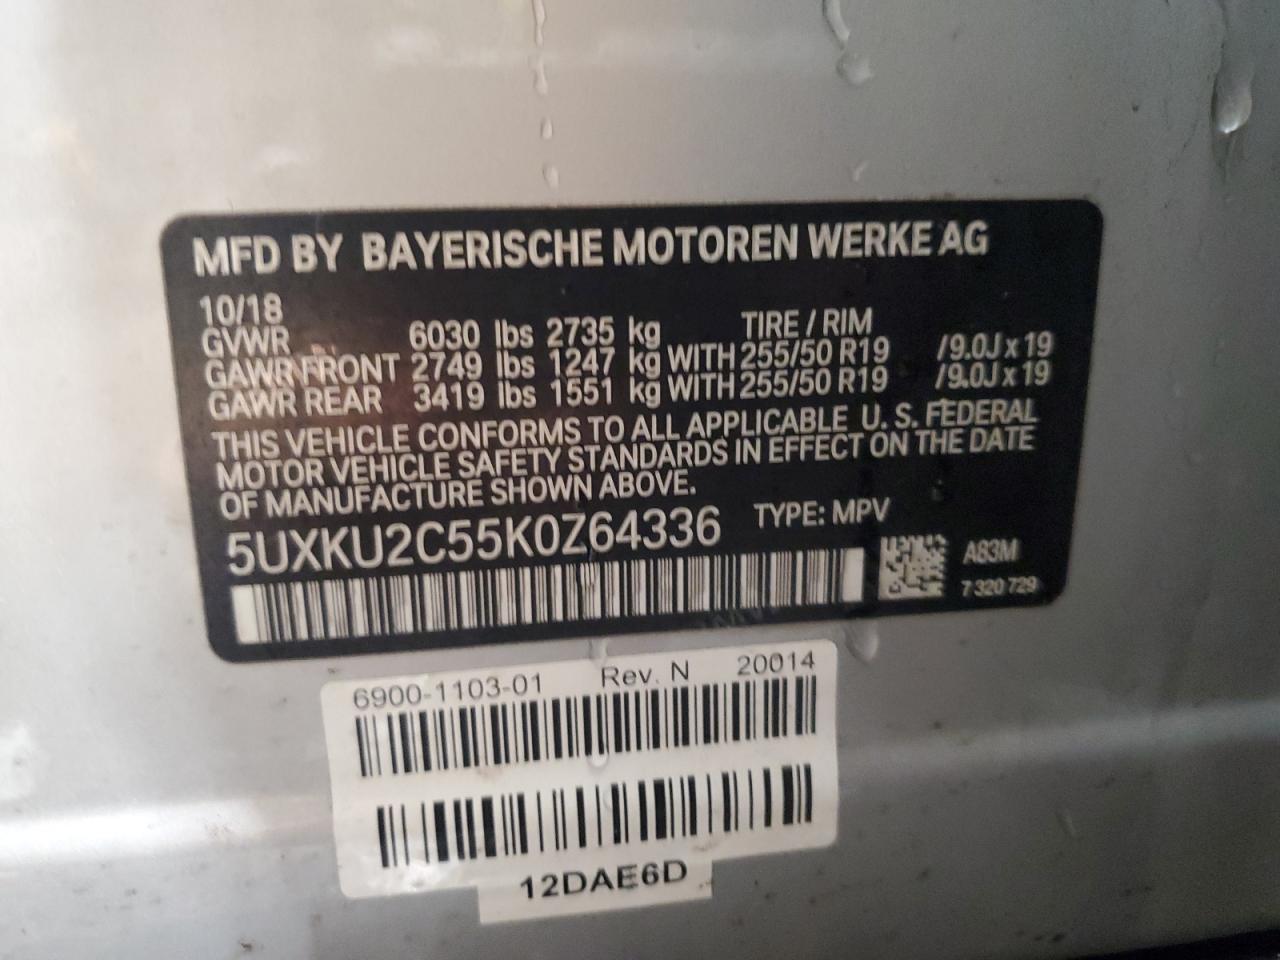 MFD BY BAYERISCHE MOTOREN WERKE AG
10/18
TIRE / RIM
GVWR 6030 lbs 2735 kg
GAWR FRONT 2749 lbs 1247 kg WITH 255/50 R19 /9.0J x 19
GAWR REAR 3419 lbs 1551 kg WITH 255/50 R19 /9.0J x 19
THIS VEHICLE CONFORMS TO ALL APPLICABLE U. S. FEDERAL
MOTOR VEHICLE SAFETY STANDARDS IN EFFECT ON THE DATE
OF MANUFACTURE SHOWN ABOVE.
5UXKU2C55K0Z64336 TYPE: MPV
A83M
7 320 729
6900-1103-01 Rev. N 20014
12DAE6D